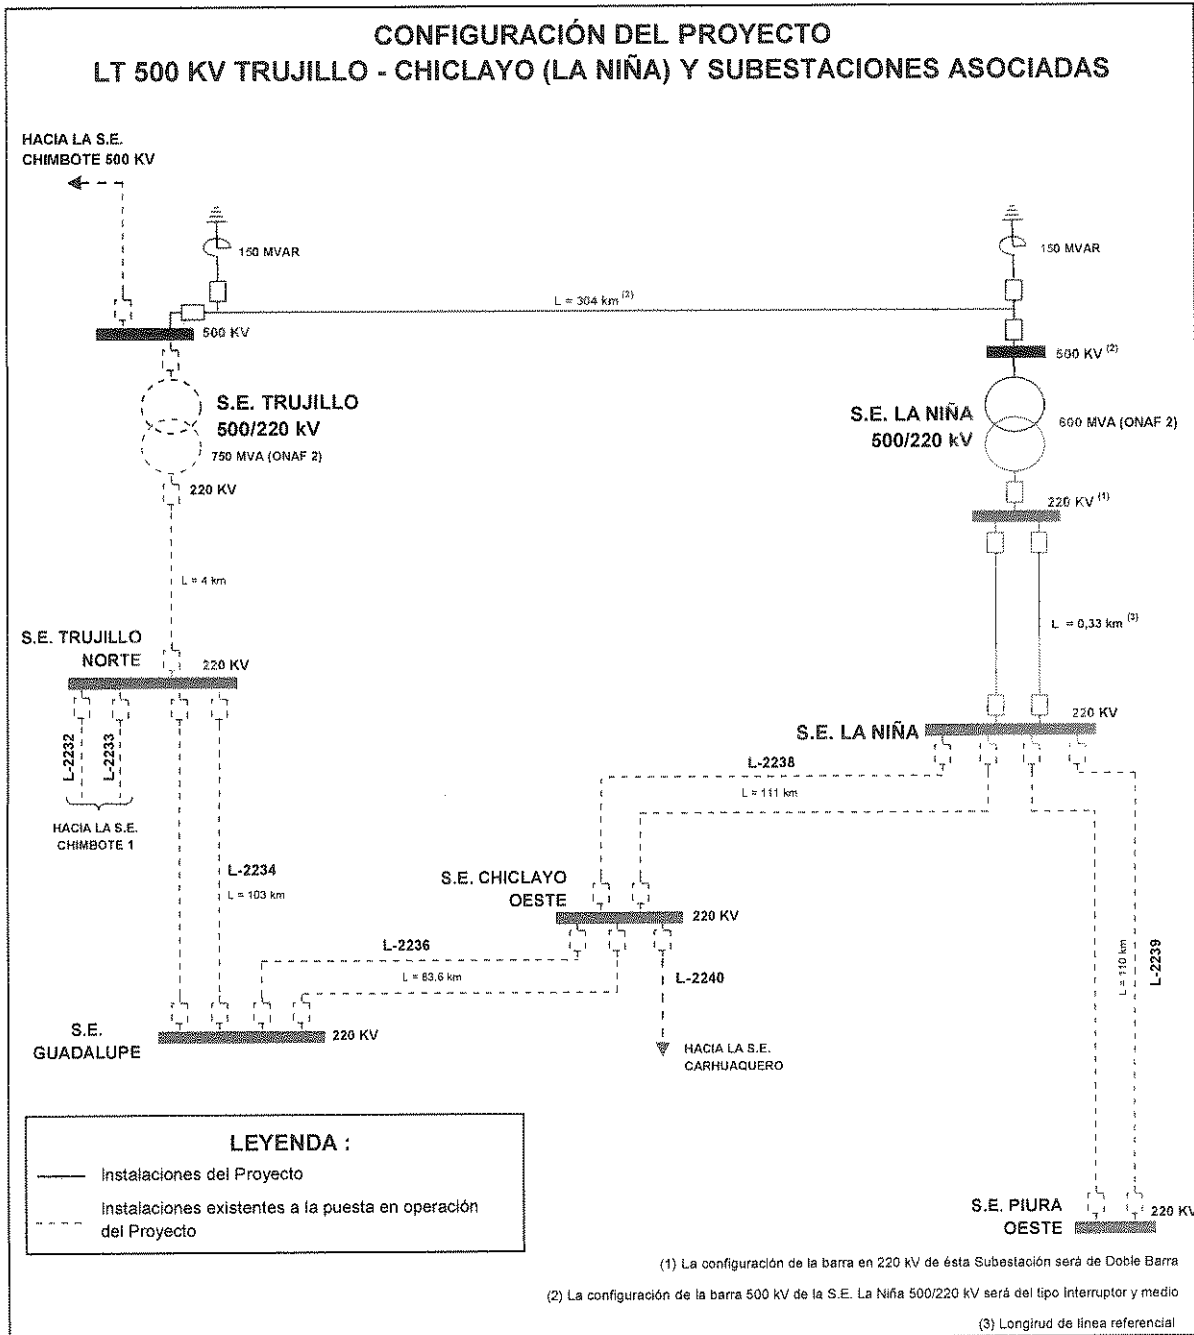 CONFIGURACIÓN DEL PROYECTO
LT 500 KV TRUJILLO - CHICLAYO (LA NIÑA) Y SUBESTACIONES ASOCIADAS
HACIA LA S.E.
CHIMBOTE 500 KV
150 MVAR
150 MVAR
L = 304 km (2)
500 KV
500 KV (2)
S.E. TRUJILLO
500/220 kV
750 MVA (ONAF 2)
S.E. LA NIÑA
500/220 kV
600 MVA (ONAF 2)
220 KV
220 KV (1)
L = 4 km
L = 0,33 km (3)
S.E. TRUJILLO
NORTE
220 KV
S.E. LA NIÑA
220 KV
L-2232
L-2233
HACIA LA S.E.
CHIMBOTE 1
L-2238
L = 111 km
L-2234
L = 103 km
S.E. CHICLAYO
OESTE
220 KV
L-2236
L = 83,6 km
L-2240
L = 110 km
L-2239
S.E.
GUADALUPE
220 KV
HACIA LA S.E.
CARHUAQUERO
LEYENDA :
Instalaciones del Proyecto
Instalaciones existentes a la puesta en operación
del Proyecto
S.E. PIURA
OESTE
220 KV
(1) La configuración de la barra en 220 kV de ésta Subestación será de Doble Barra
(2) La configuración de la barra 500 kV de la S.E. La Niña 500/220 kV será del tipo Interruptor y medio
(3) Longirud de línea referencial